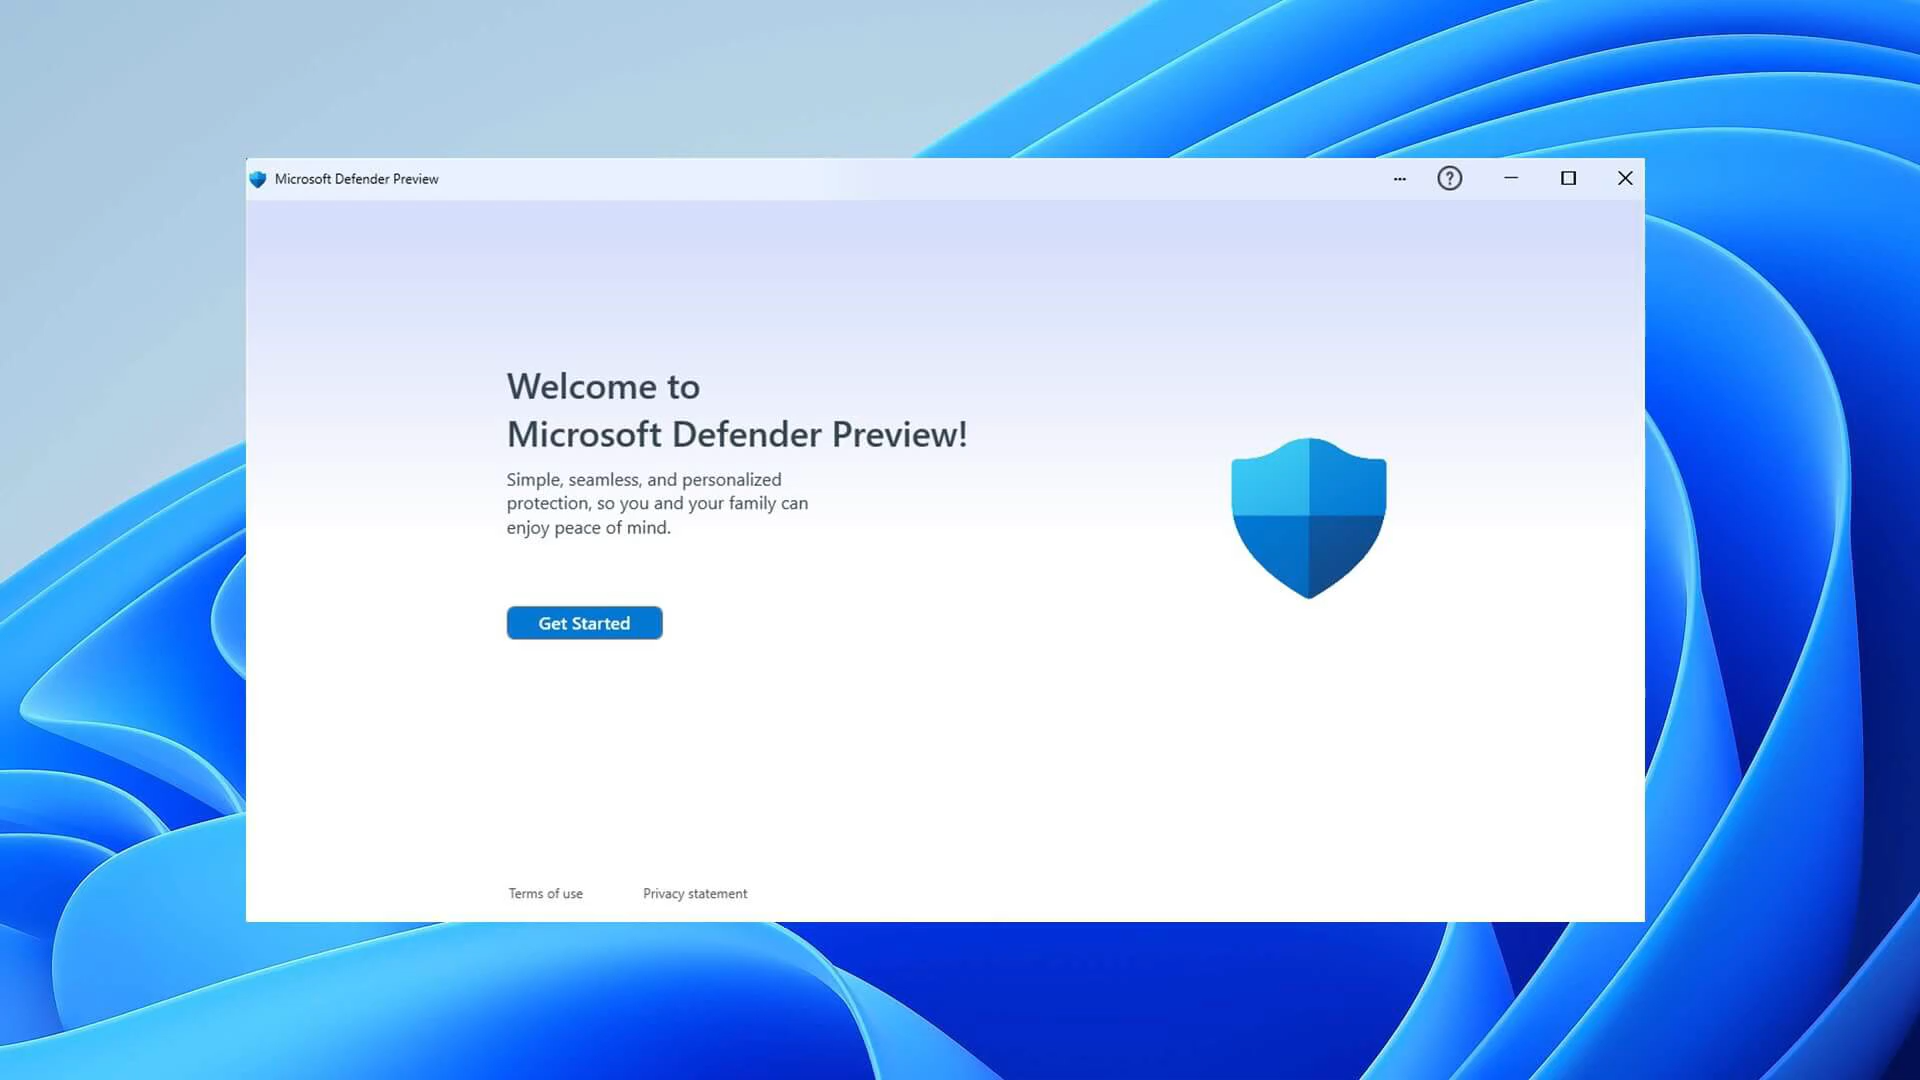 Microsoft Defender Preview
Welcome to
Microsoft Defender Preview!
Simple, seamless, and personalized
protection, so you and your family can
enjoy peace of mind.
Get Started
Terms of use
Privacy statement